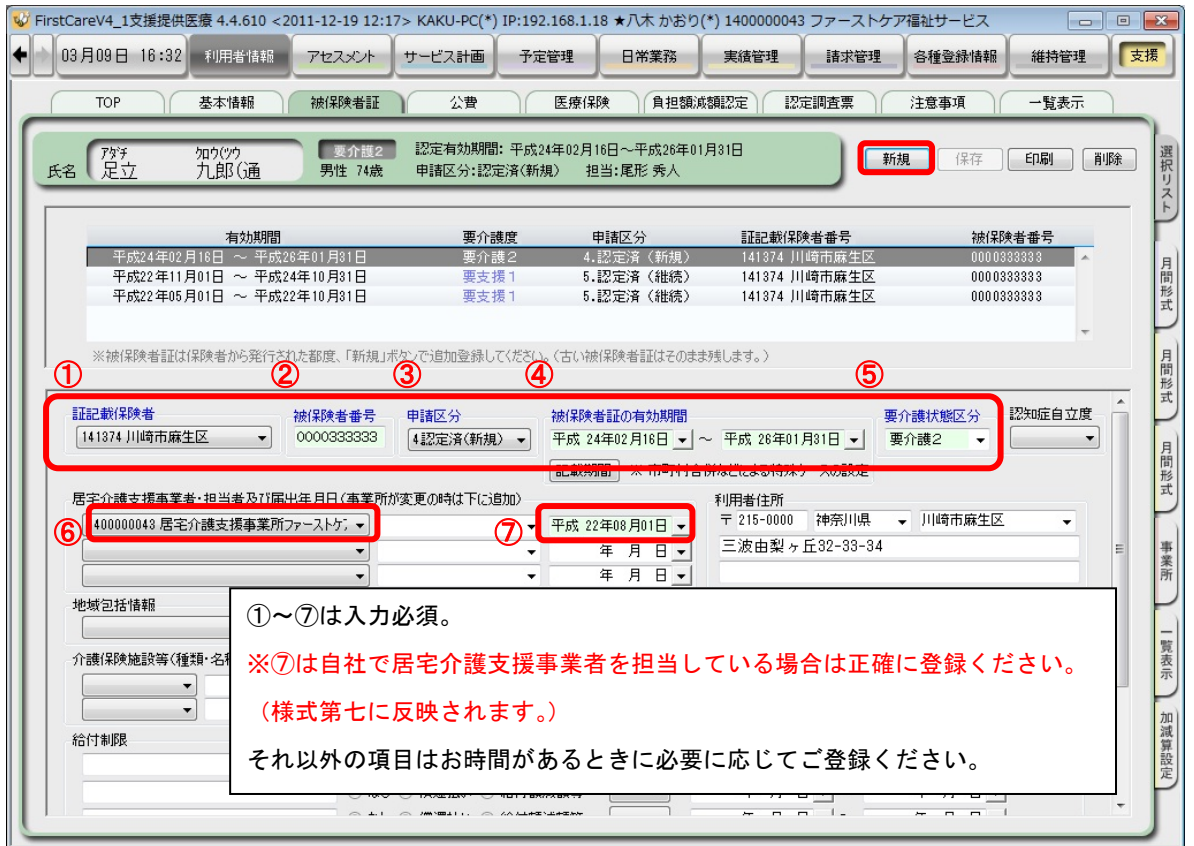 FirstCareV4_1支援提供医療 4.4.610 <2011-12-19 12:17> KAKU-PC(*) IP:192.168.1.18 ★八木 かおり(*) 1400000043 ファーストケア福祉サービス
03月09日 16:32 利用者情報 アセスメント サービス計画 予定管理 日常業務 実績管理 請求管理 各種登録情報 維持管理 支援
TOP 基本情報 被保険者証 公費 医療保険 負担額減額認定 認定調査票 注意事項 一覧表示
アダチ クロウ(ツウ
氏名 足立 九郎(通
要介護2
男性 74歳
認定有効期間: 平成24年02月16日～平成26年01月31日
申請区分:認定済(新規) 担当:尾形 秀人
新規 保存 印刷 削除
有効期間 要介護度 申請区分 証記載保険者番号 被保険者番号
平成24年02月16日 ～ 平成26年01月31日 要介護2 4.認定済（新規） 141374 川崎市麻生区 0000333333
平成22年11月01日 ～ 平成24年10月31日 要支援1 5.認定済（継続） 141374 川崎市麻生区 0000333333
平成22年05月01日 ～ 平成22年10月31日 要支援1 5.認定済（継続） 141374 川崎市麻生区 0000333333
※被保険者証は保険者から発行された都度、「新規」ボタンで追加登録してください。（古い被保険者証はそのまま残します。）
① ② ③ ④ ⑤
証記載保険者 被保険者番号 申請区分 被保険者証の有効期間 要介護状態区分 認知症自立度
141374 川崎市麻生区 0000333333 4認定済(新規) 平成 24年02月16日 ～ 平成 26年01月31日 要介護2
記載期間 ※ 市町村合併などによる特殊ケースの設定
居宅介護支援事業者・担当者及び届出年月日(事業所が変更の時は下に追加) 利用者住所
⑥ 400000043 居宅介護支援事業所ファーストケア ⑦ 平成 22年08月01日 〒 215-0000 神奈川県 川崎市麻生区
年 月 日 三波由梨ヶ丘32-33-34
年 月 日
地域包括情報
介護保険施設等(種類・名称
給付制限
①～⑦は入力必須。
※⑦は自社で居宅介護支援事業者を担当している場合は正確に登録ください。
（様式第七に反映されます。）
それ以外の項目はお時間があるときに必要に応じてご登録ください。
選択リスト
月間形式
月間形式
月間形式
事業所
一覧表示
加減算設定